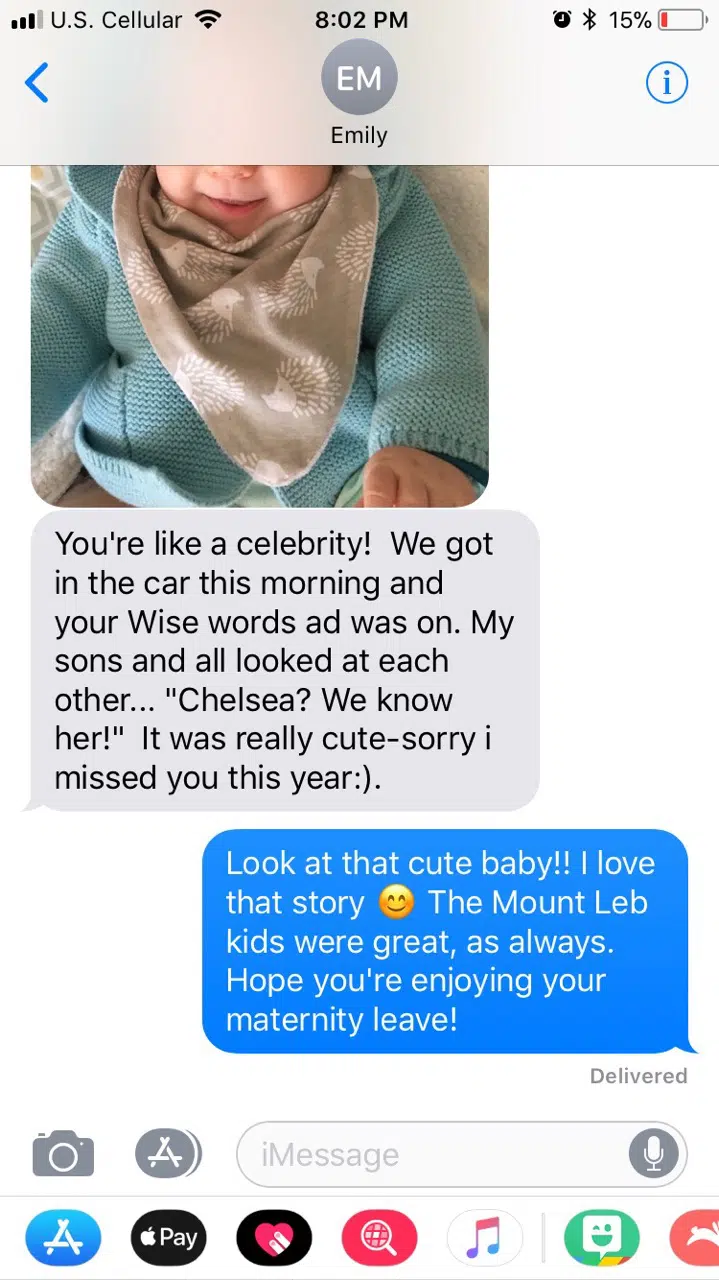 U.S. Cellular 8:02 PM 15%
EM
Emily
You're like a celebrity!  We got
in the car this morning and
your Wise words ad was on. My
sons and all looked at each
other... "Chelsea? We know
her!"  It was really cute-sorry i
missed you this year:).
Look at that cute baby!! I love
that story 😊 The Mount Leb
kids were great, as always.
Hope you're enjoying your
maternity leave!
Delivered
iMessage
Pay